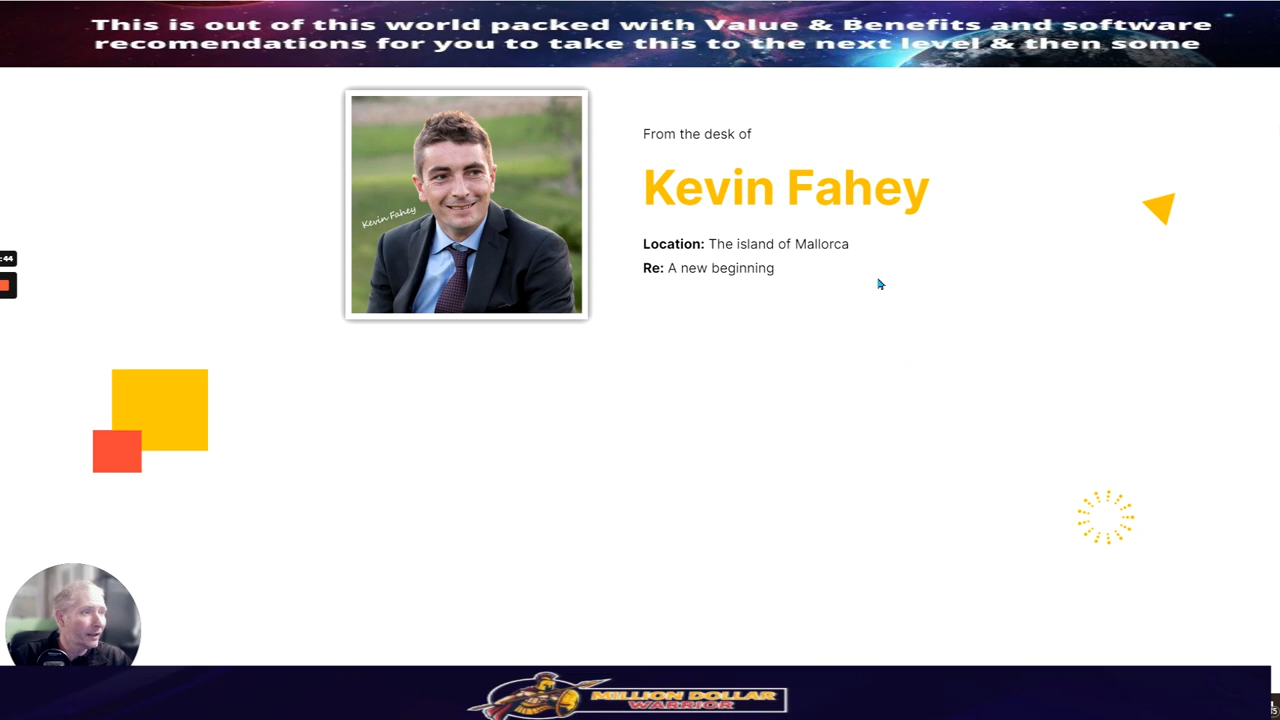 This is out of this world packed with Value & Benefits and software
recomendations for you to take this to the next level & then some
From the desk of
Kevin Fahey
Kevin Fahey
Location: The island of Mallorca
Re: A new beginning
:44
MILLION DOLLAR
WARRIOR